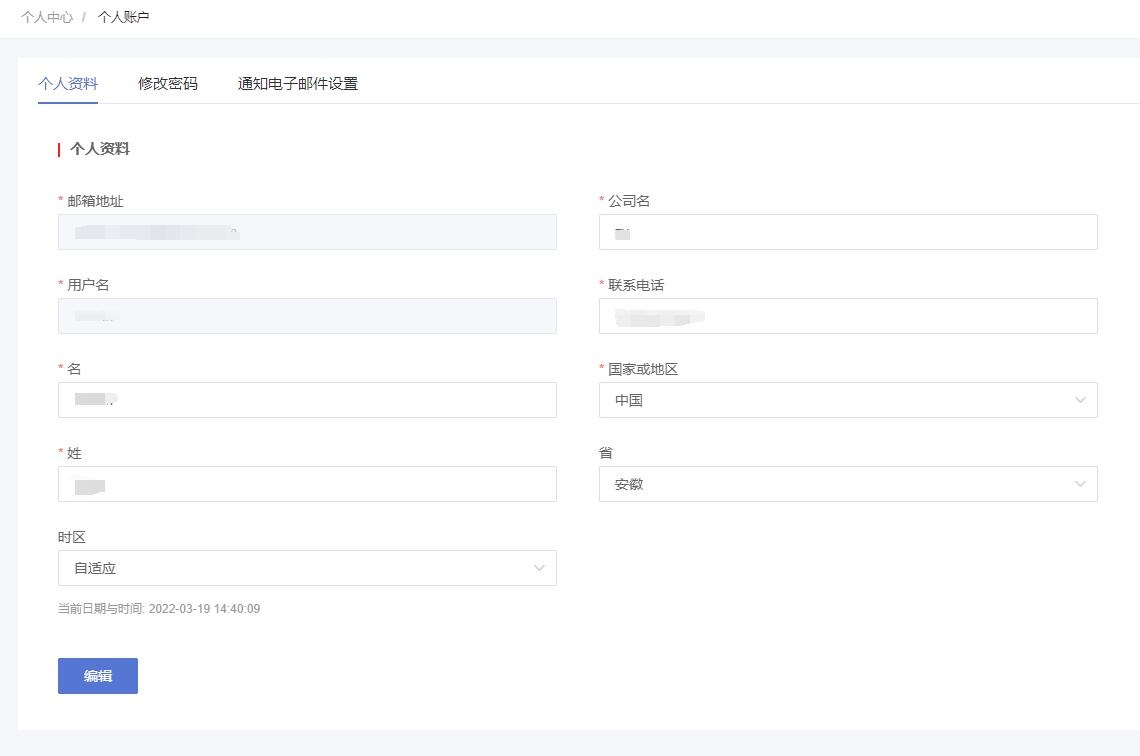 个人中心 / 个人账户
个人资料 修改密码 通知电子邮件设置
个人资料
* 邮箱地址
* 公司名
* 用户名
* 联系电话
* 名
* 国家或地区
中国
* 姓
省
安徽
时区
自适应
当前日期与时间: 2022-03-19 14:40:09
编辑